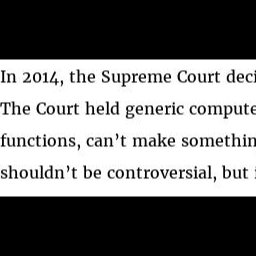 In 2014, the Supreme Court deci
The Court held generic compute
functions, can’t make somethin
shouldn’t be controversial, but